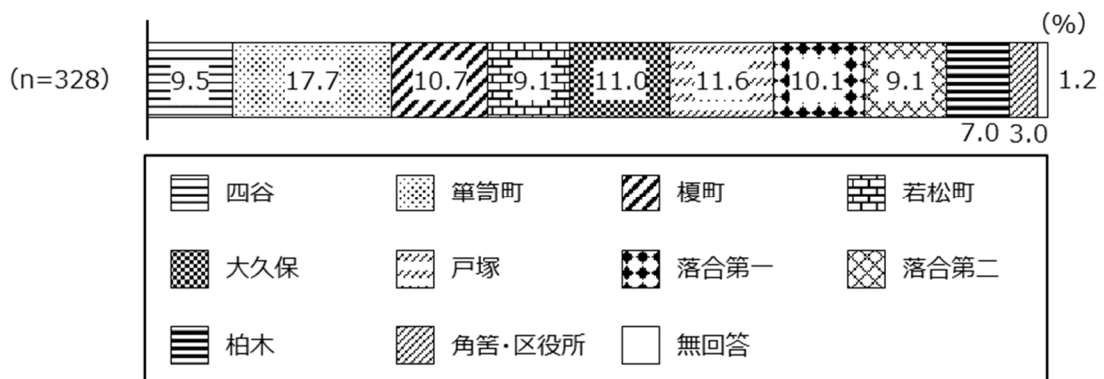 (%)
(n=328) 9.5 17.7 10.7 9.1 11.0 11.6 10.1 9.1 1.2
7.0 3.0
四谷 箪笥町 榎町 若松町
大久保 戸塚 落合第一 落合第二
柏木 角筈・区役所 無回答